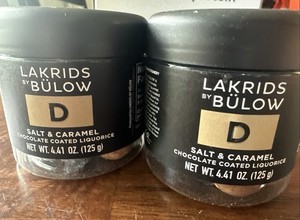 LAKRIDS
BY BÜLOW
D
SALT & CARAMEL
CHOCOLATE COATED LIQUORICE
NET WT. 4.41 OZ. (125 g)
LAKRIDS
BY BÜLOW
D
SALT & CARAMEL
CHOCOLATE COATED LIQUORICE
NET WT. 4.41 OZ. (125 g)